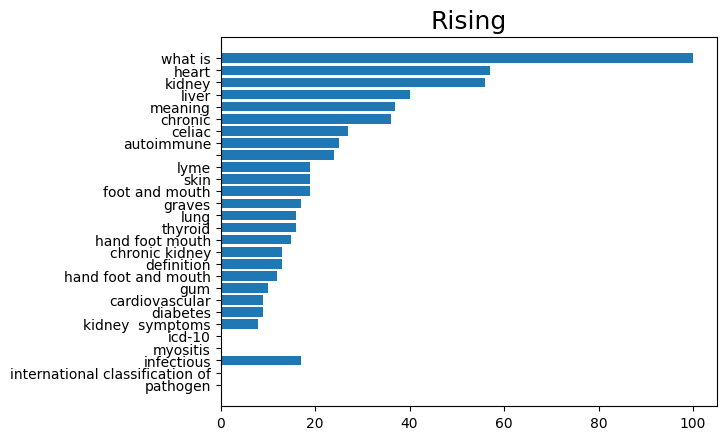 Rising
what is
heart
kidney
liver
meaning
chronic
celiac
autoimmune
lyme
skin
foot and mouth
graves
lung
thyroid
hand foot mouth
chronic kidney
definition
hand foot and mouth
gum
cardiovascular
diabetes
kidney  symptoms
icd-10
myositis
infectious
international classification of
pathogen
0 20 40 60 80 100